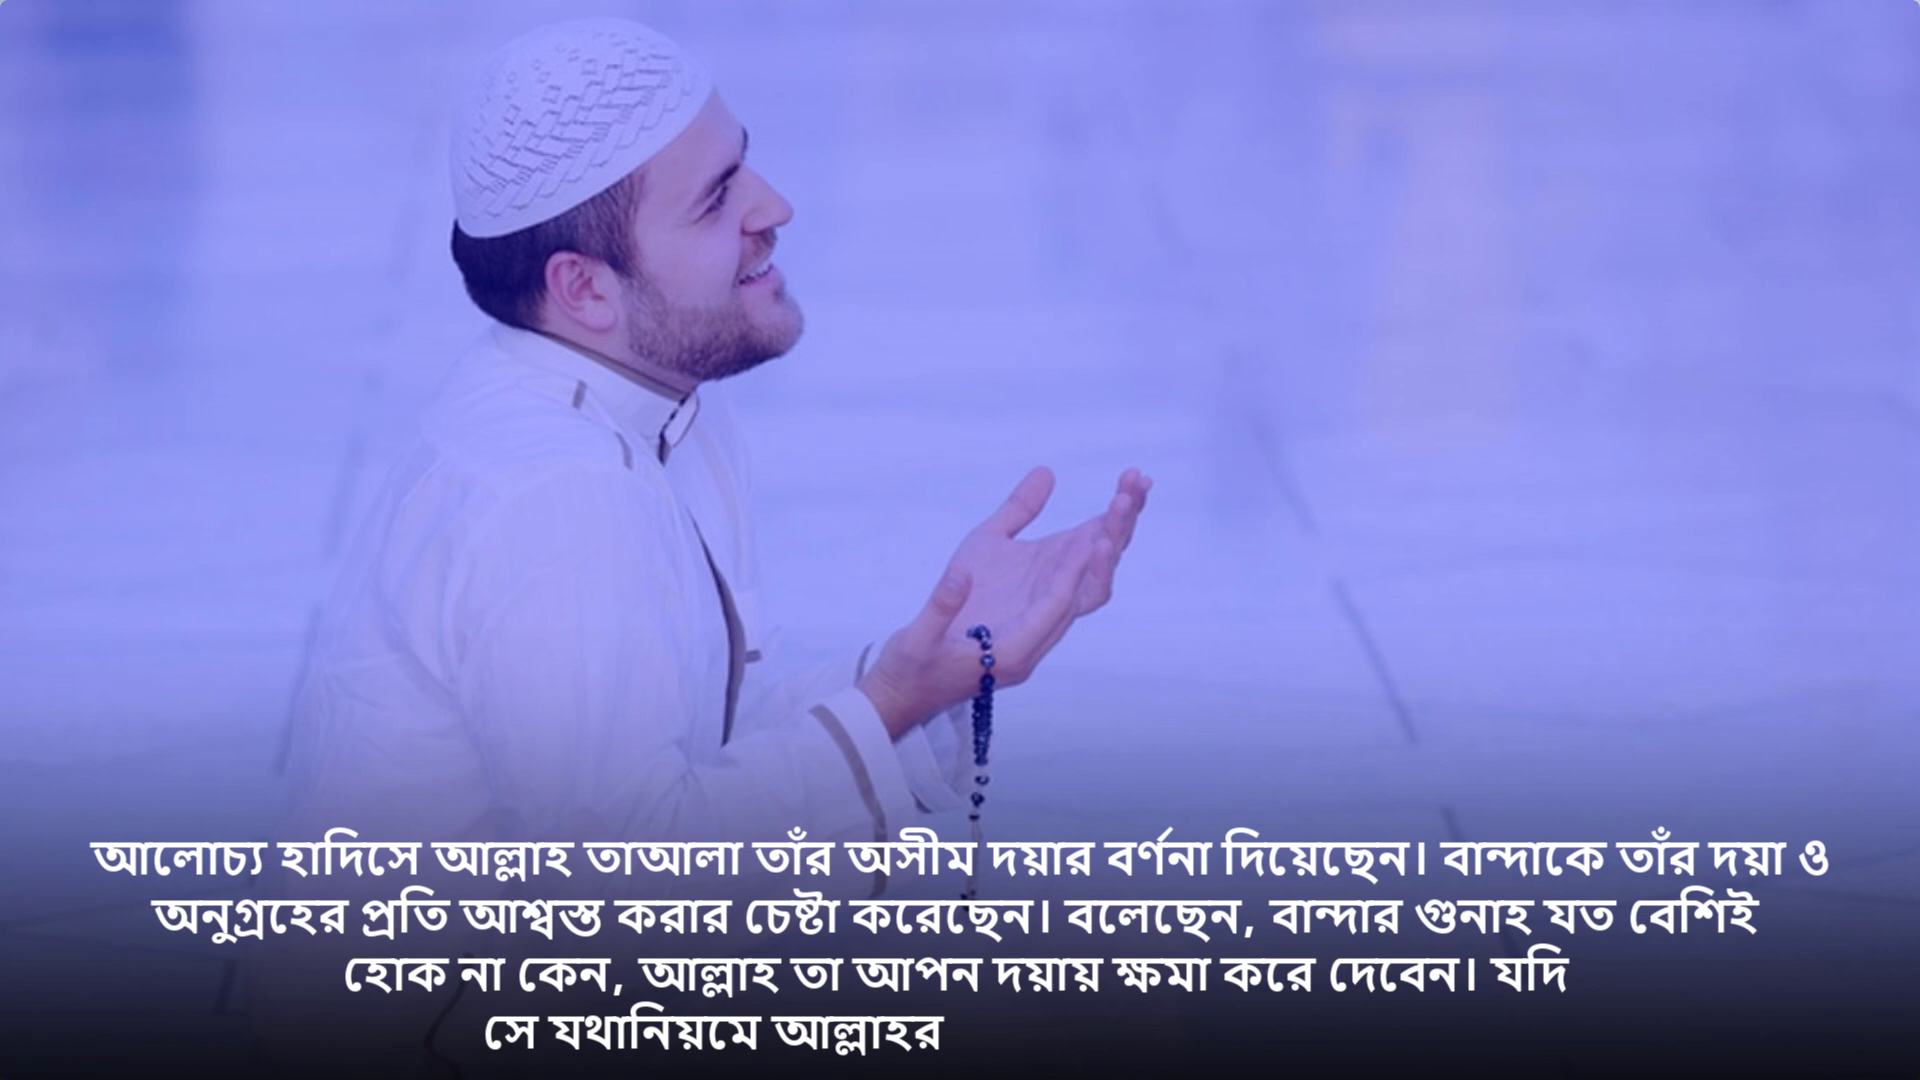 আলোচ্য হাদিসে আল্লাহ তাআলা তাঁর অসীম দয়ার বর্ণনা দিয়েছেন। বান্দাকে তাঁর দয়া ও
অনুগ্রহের প্রতি আশ্বস্ত করার চেষ্টা করেছেন। বলেছেন, বান্দার গুনাহ যত বেশিই
হোক না কেন, আল্লাহ তা আপন দয়ায় ক্ষমা করে দেবেন। যদি
সে যথানিয়মে আল্লাহর